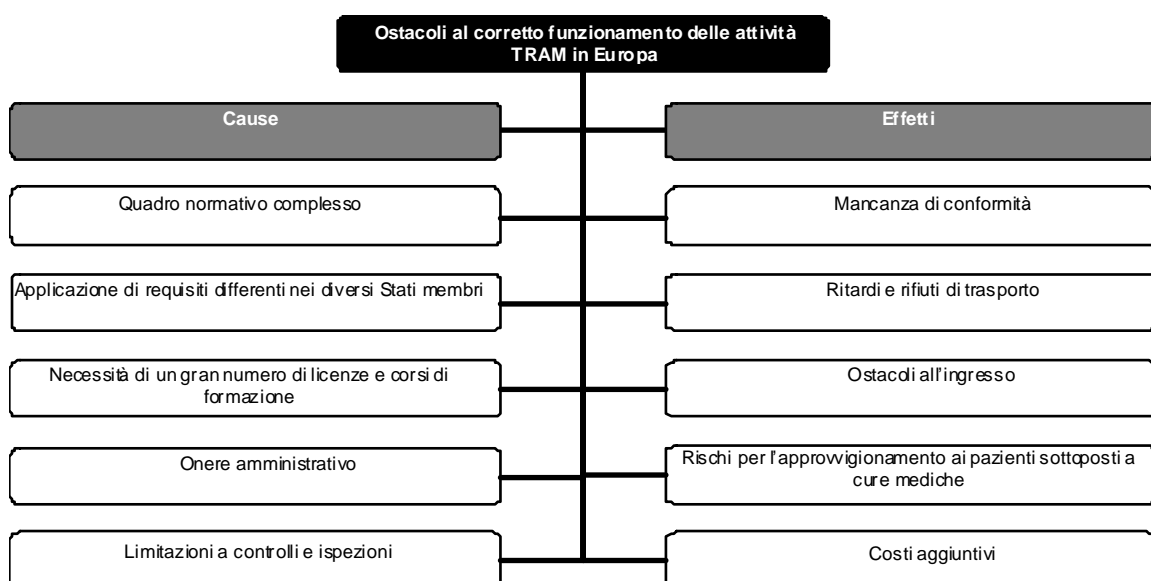 Ostacoli al corretto funzionamento delle attività
TRAM in Europa
Cause
Effetti
Quadro normativo complesso
Mancanza di conformità
Applicazione di requisiti differenti nei diversi Stati membri
Ritardi e rifiuti di trasporto
Necessità di un gran numero di licenze e corsi di
formazione
Ostacoli all'ingresso
Onere amministrativo
Rischi per l'approvvigionamento ai pazienti sottoposti a
cure mediche
Limitazioni a controlli e ispezioni
Costi aggiuntivi